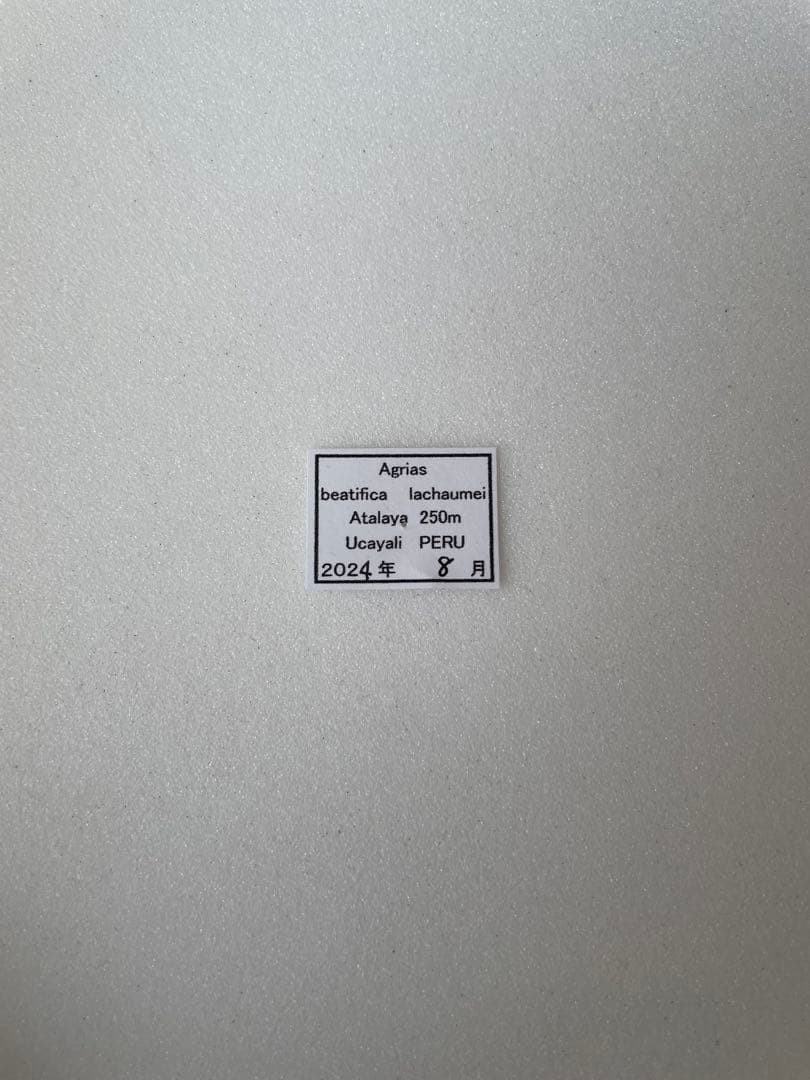 Agrias
beatifica lachaumei
Atalaya 250m
Ucayali PERU
2024年 8月